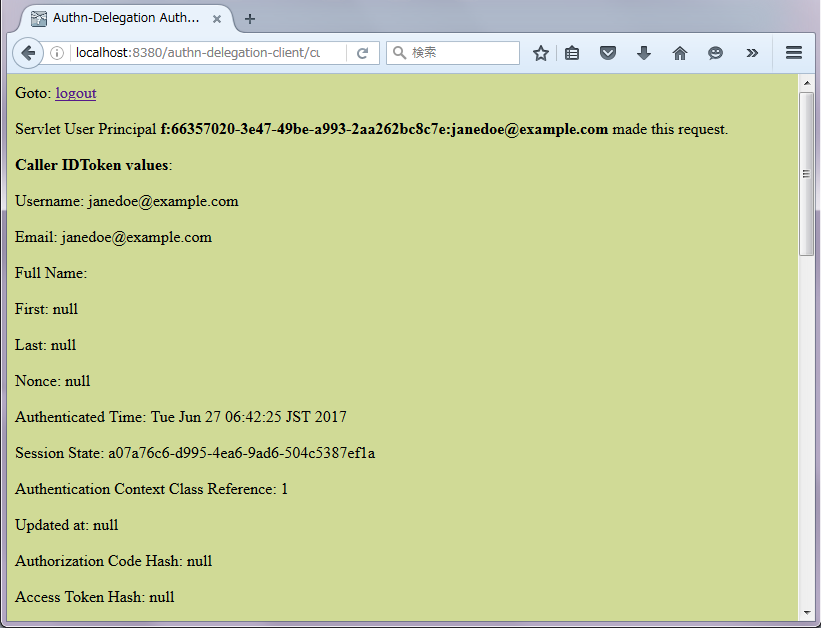 Authn-Delegation Auth...
localhost:8380/authn-delegation-client/cu
検索
Goto: logout
Servlet User Principal f:66357020-3e47-49be-a993-2aa262bc8c7e:janedoe@example.com made this request.
Caller IDToken values:
Username: janedoe@example.com
Email: janedoe@example.com
Full Name:
First: null
Last: null
Nonce: null
Authenticated Time: Tue Jun 27 06:42:25 JST 2017
Session State: a07a76c6-d995-4ea6-9ad6-504c5387ef1a
Authentication Context Class Reference: 1
Updated at: null
Authorization Code Hash: null
Access Token Hash: null